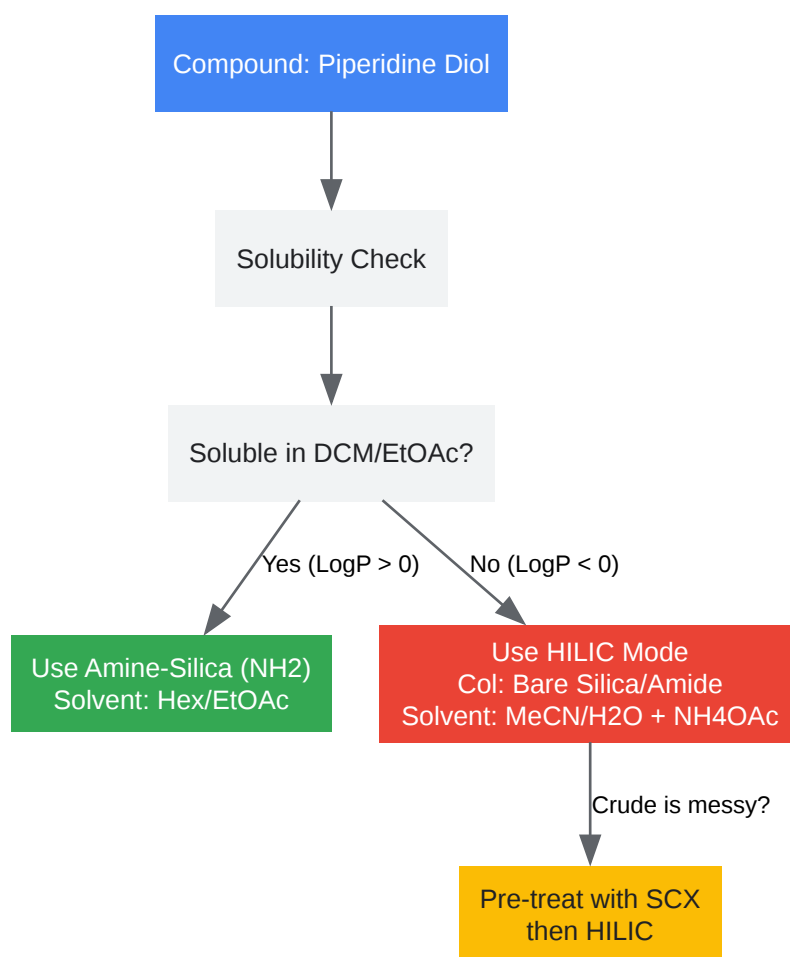 Compound: Piperidine Diol
Solubility Check
Soluble in DCM/EtOAc?
Yes (LogP > 0)
No (LogP < 0)
Use Amine-Silica (NH2)
Solvent: Hex/EtOAc
Use HILIC Mode
Col: Bare Silica/Amide
Solvent: MeCN/H2O + NH4OAc
Crude is messy?
Pre-treat with SCX
then HILIC